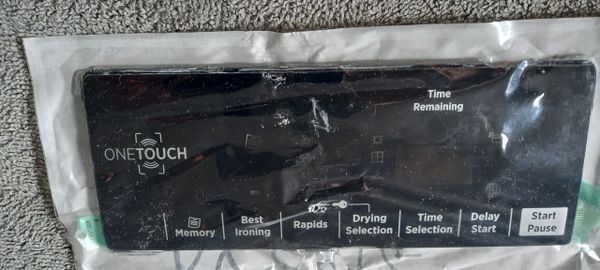 Time
Remaining
ONETOUCH
Memory
Best
Ironing
Rapids
Drying
Selection
Time
Selection
Delay
Start
Start
Pause